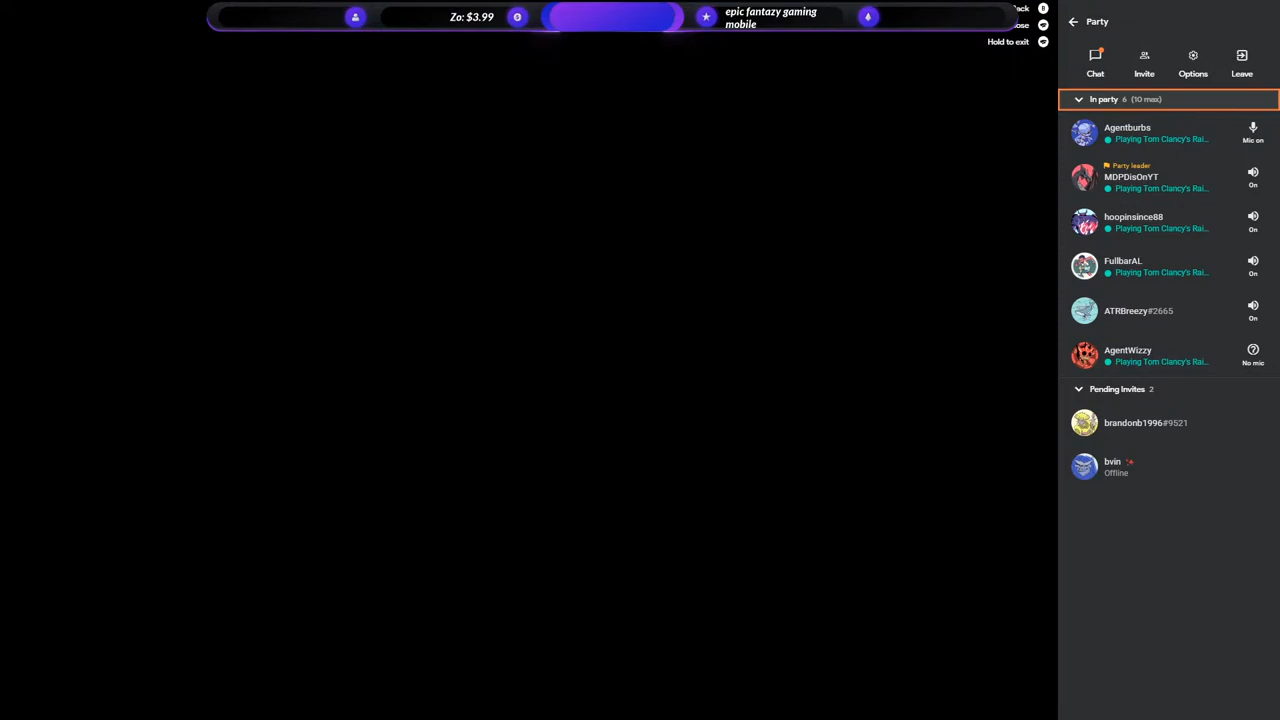 Zo: $3.99
epic fantazy gaming
mobile
Hold to exit
Party
Chat
Invite
Options
Leave
In party 6 (10 max)
Agentburbs
Playing Tom Clancy's Rai...
Mic on
Party leader
MDPDisOnYT
Playing Tom Clancy's Rai...
On
hoopinsince88
Playing Tom Clancy's Rai...
On
FullbarAL
Playing Tom Clancy's Rai...
On
ATRBreezy#2665
On
AgentWizzy
Playing Tom Clancy's Rai...
No mic
Pending Invites 2
brandonb1996#9521
bvin
Offline